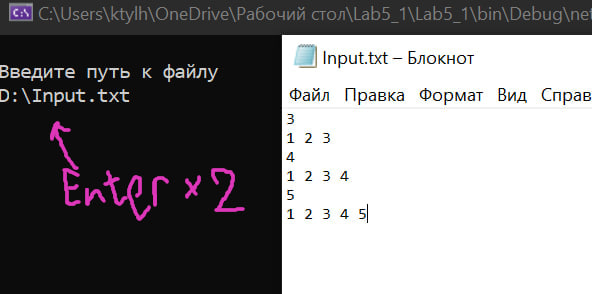 C:\Users\ktylh\OneDrive\Рабочий стол\Lab5_1\Lab5_1\bin\Debug\net
Введите путь к файлу
D:\Input.txt
Enter × 2
Input.txt – Блокнот
Файл Правка Формат Вид Справ
3
1 2 3
4
1 2 3 4
5
1 2 3 4 5